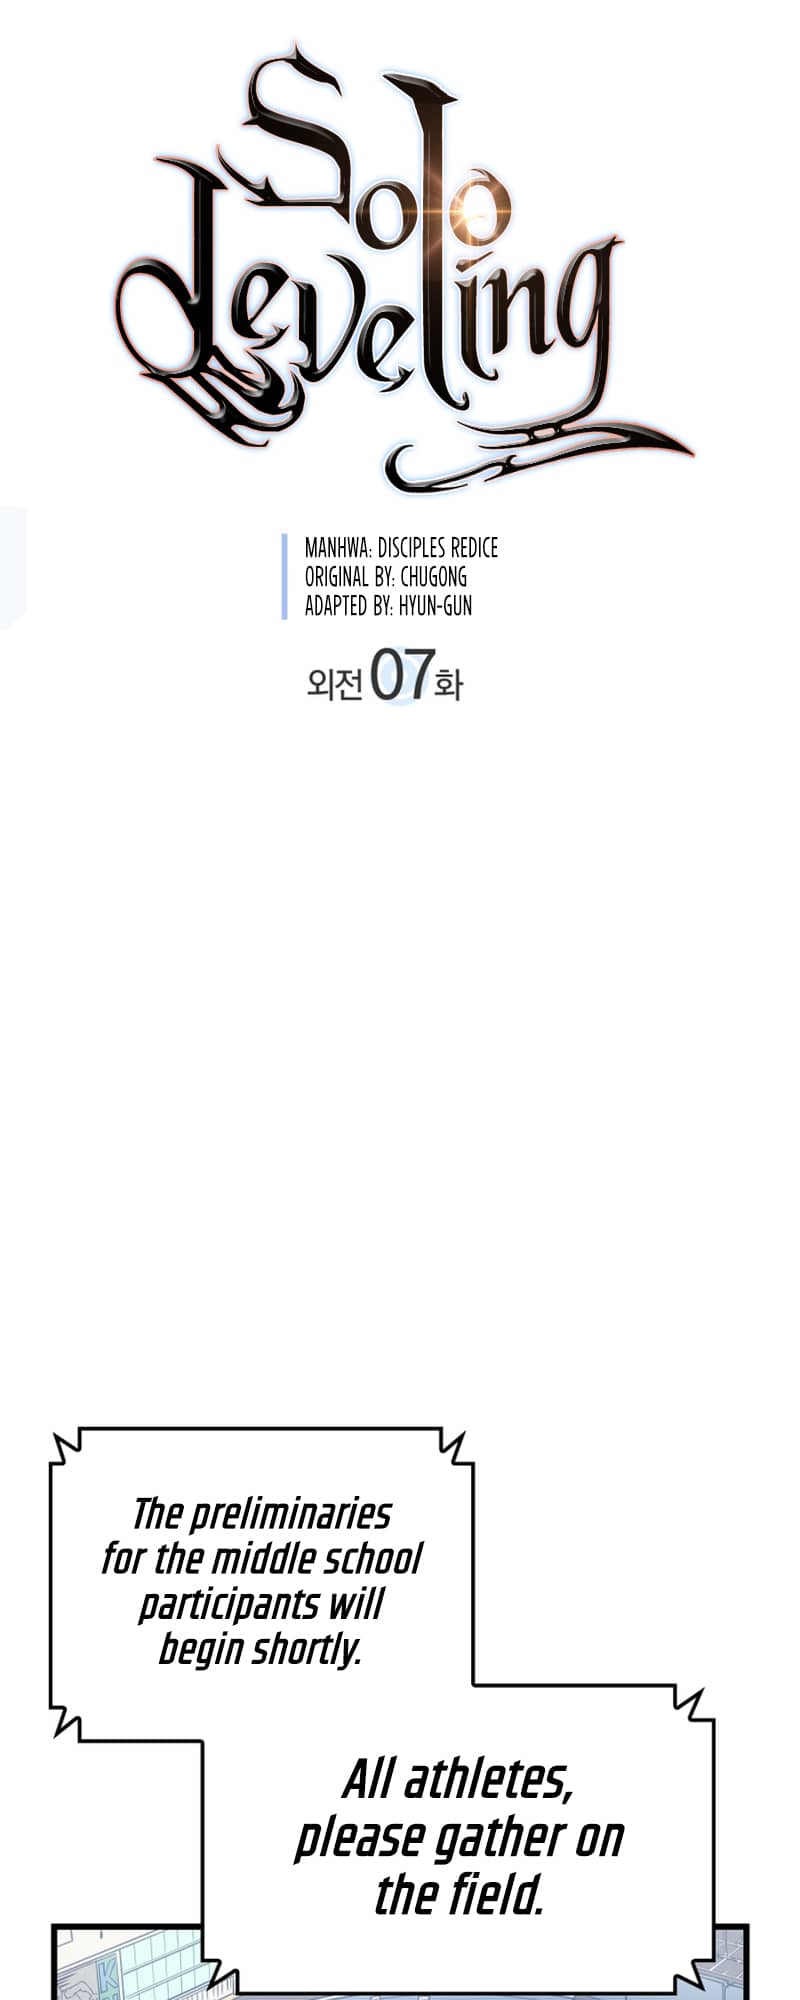 Solo
leveling
MANHWA: DISCIPLES REDICE
ORIGINAL BY: CHUGONG
ADAPTED BY: HYUN-GUN
외전 07화
The preliminaries
for the middle school
participants will
begin shortly.
All athletes,
please gather on
the field.